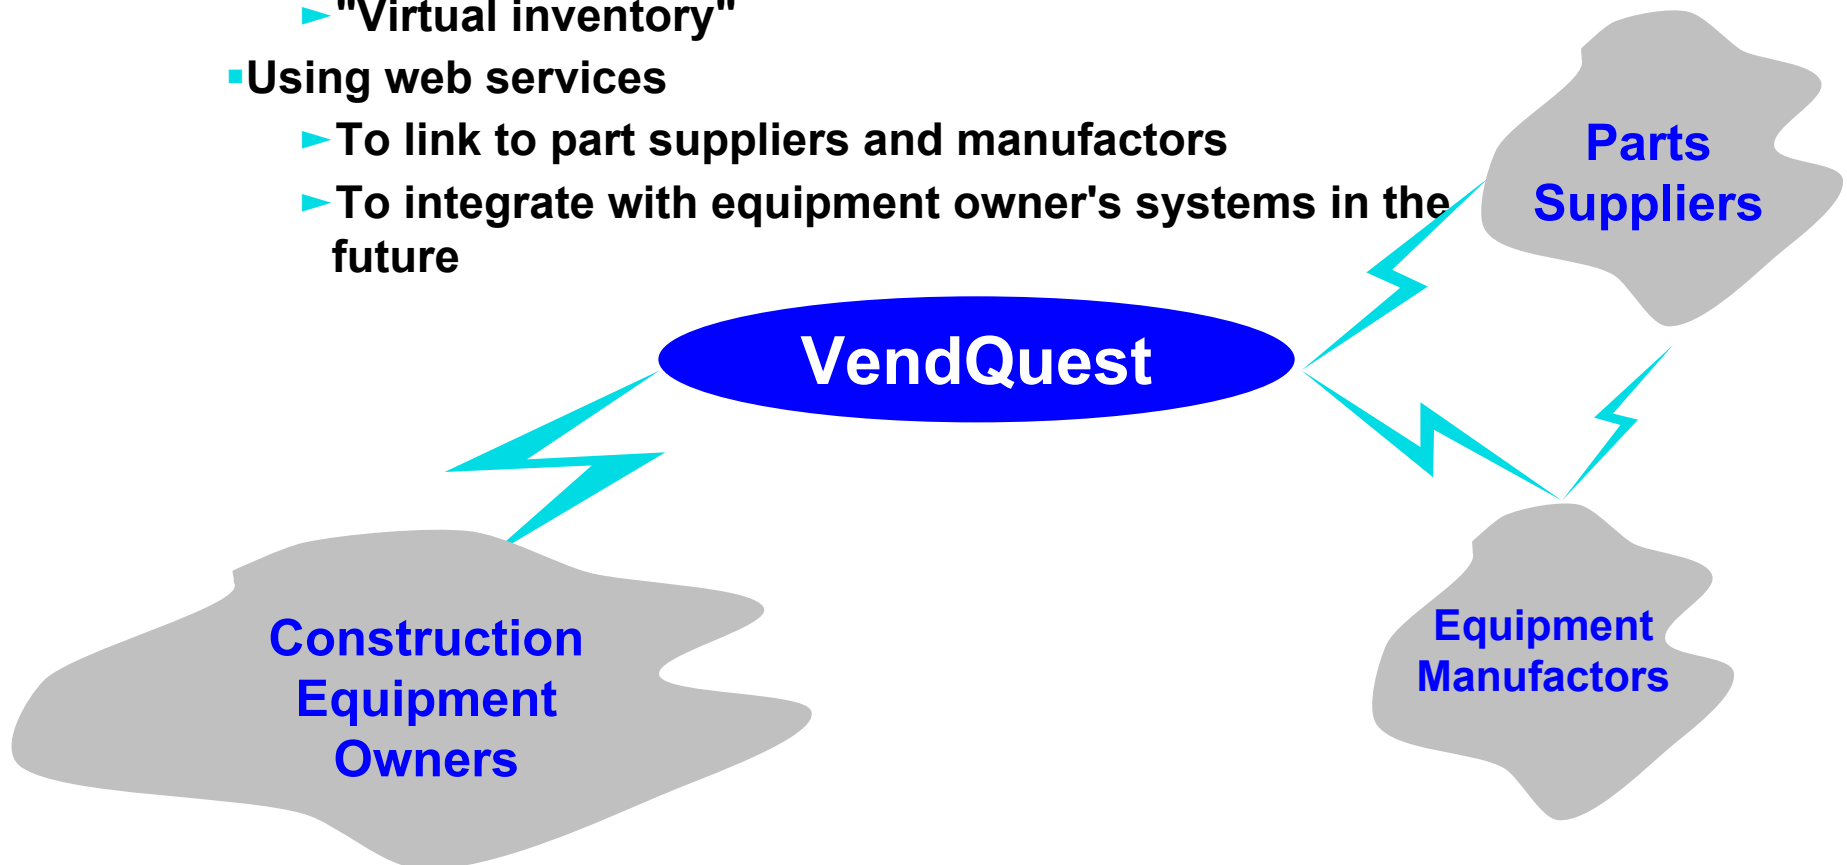 ►"Virtual inventory"
▪Using web services
►To link to part suppliers and manufactors
►To integrate with equipment owner's systems in the
future
Parts
Suppliers
VendQuest
Construction
Equipment
Owners
Equipment
Manufactors